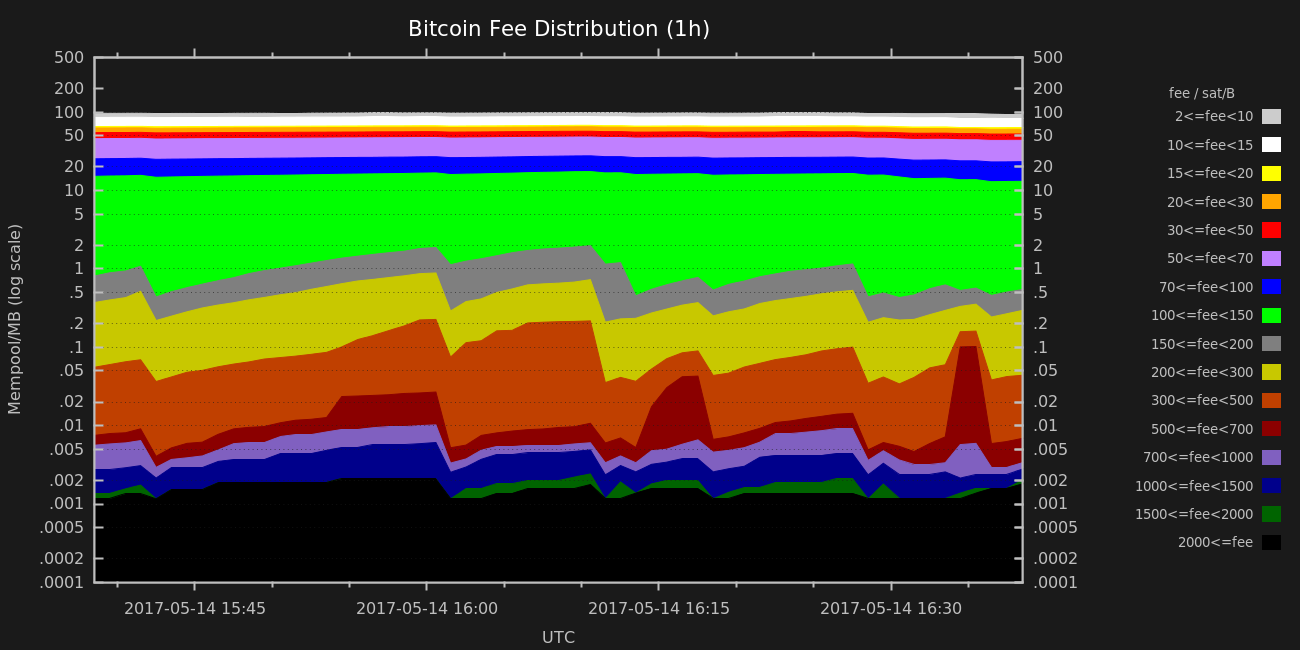 Bitcoin Fee Distribution (1h)
Mempool/MB (log scale)
500
200
100
50
20
10
5
2
1
.5
.2
.1
.05
.02
.01
.005
.002
.001
.0005
.0002
.0001
500
200
100
50
20
10
5
2
1
.5
.2
.1
.05
.02
.01
.005
.002
.001
.0005
.0002
.0001
fee / sat/B
2<=fee<10
10<=fee<15
15<=fee<20
20<=fee<30
30<=fee<50
50<=fee<70
70<=fee<100
100<=fee<150
150<=fee<200
200<=fee<300
300<=fee<500
500<=fee<700
700<=fee<1000
1000<=fee<1500
1500<=fee<2000
2000<=fee
2017-05-14 15:45 2017-05-14 16:00 2017-05-14 16:15 2017-05-14 16:30
UTC